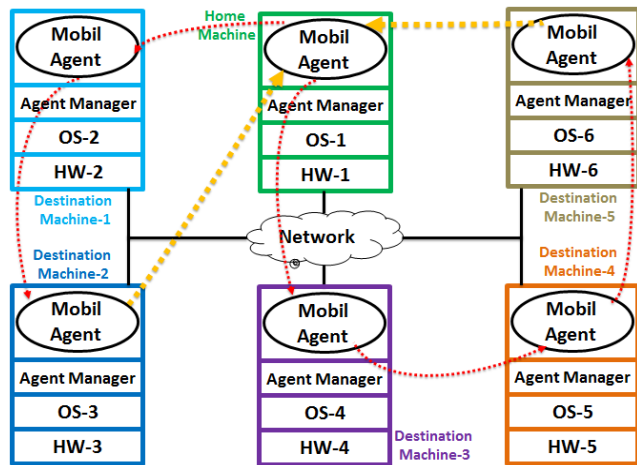 Mobil
Agent
Agent Manager
OS-2
HW-2
Destination
Machine-1
Home
Machine
Mobil
Agent
Agent Manager
OS-1
HW-1
Mobil
Agent
Agent Manager
OS-6
HW-6
Destination
Machine-5
Network
Destination
Machine-2
Mobil
Agent
Agent Manager
OS-3
HW-3
Mobil
Agent
Agent Manager
OS-4
HW-4
Destination
Machine-3
Destination
Machine-4
Mobil
Agent
Agent Manager
OS-5
HW-5